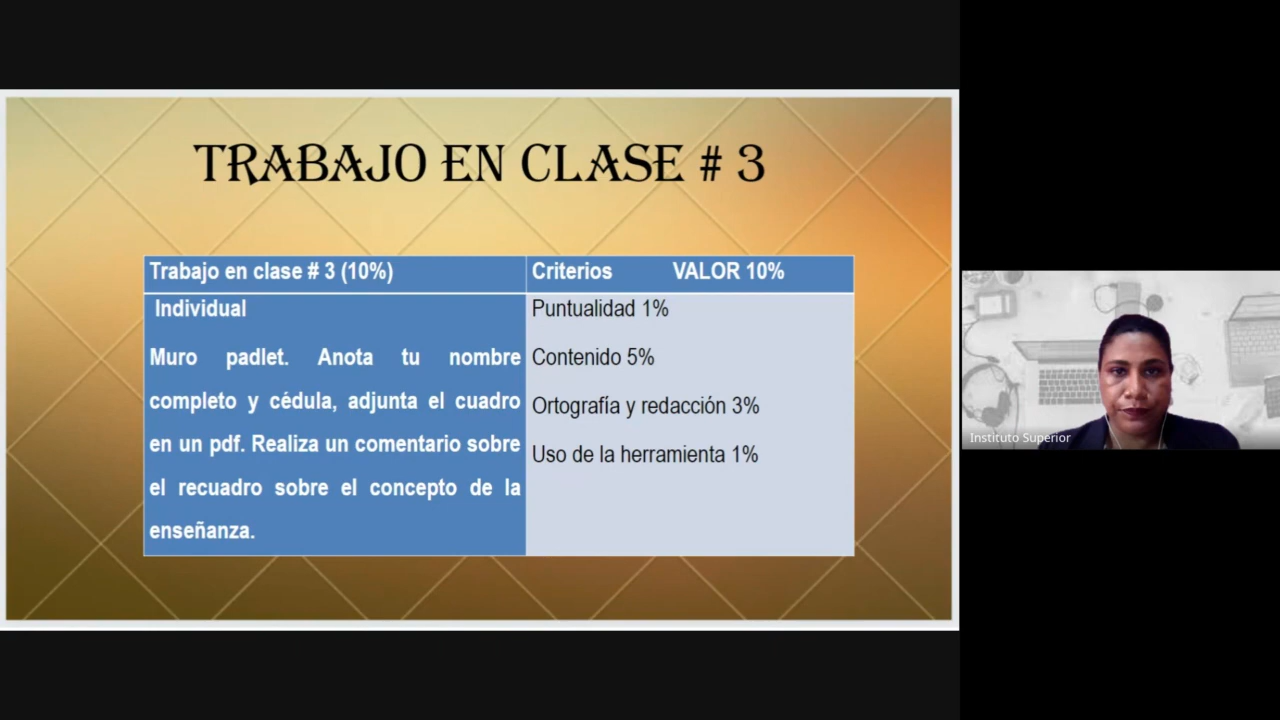 TRABAJO EN CLASE # 3
Trabajo en clase # 3 (10%)
Criterios VALOR 10%
Individual
Muro padlet. Anota tu nombre
completo y cédula, adjunta el cuadro
en un pdf. Realiza un comentario sobre
el recuadro sobre el concepto de la
enseñanza.
Puntualidad 1%
Contenido 5%
Ortografía y redacción 3%
Uso de la herramienta 1%
Instituto Superior